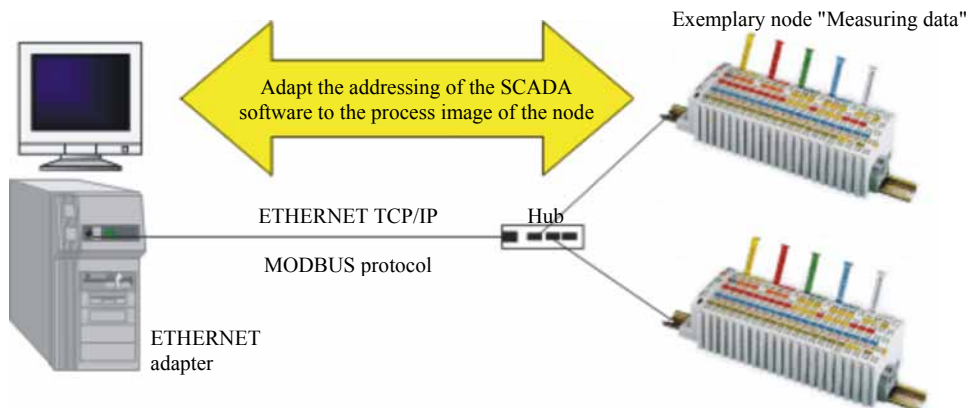 Exemplary node "Measuring data"
Adapt the addressing of the SCADA
software to the process image of the node
ETHERNET TCP/IP
Hub
MODBUS protocol
ETHERNET
adapter